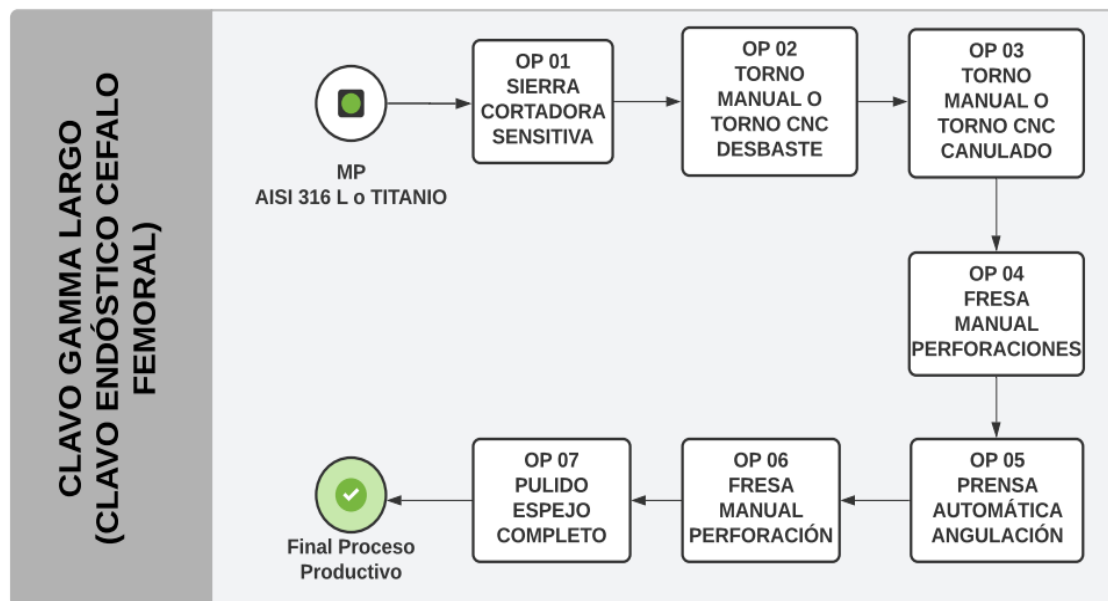 CLAVO GAMMA LARGO
(CLAVO ENDÓSTICO CEFALO
FEMORAL)
MP
AISI 316 L o TITANIO
OP 01
SIERRA
CORTADORA
SENSITIVA
OP 02
TORNO
MANUAL O
TORNO CNC
DESBASTE
OP 03
TORNO
MANUAL O
TORNO CNC
CANULADO
OP 04
FRESA
MANUAL
PERFORACIONES
OP 05
PRENSA
AUTOMÁTICA
ANGULACIÓN
OP 06
FRESA
MANUAL
PERFORACIÓN
OP 07
PULIDO
ESPEJO
COMPLETO
Final Proceso
Productivo